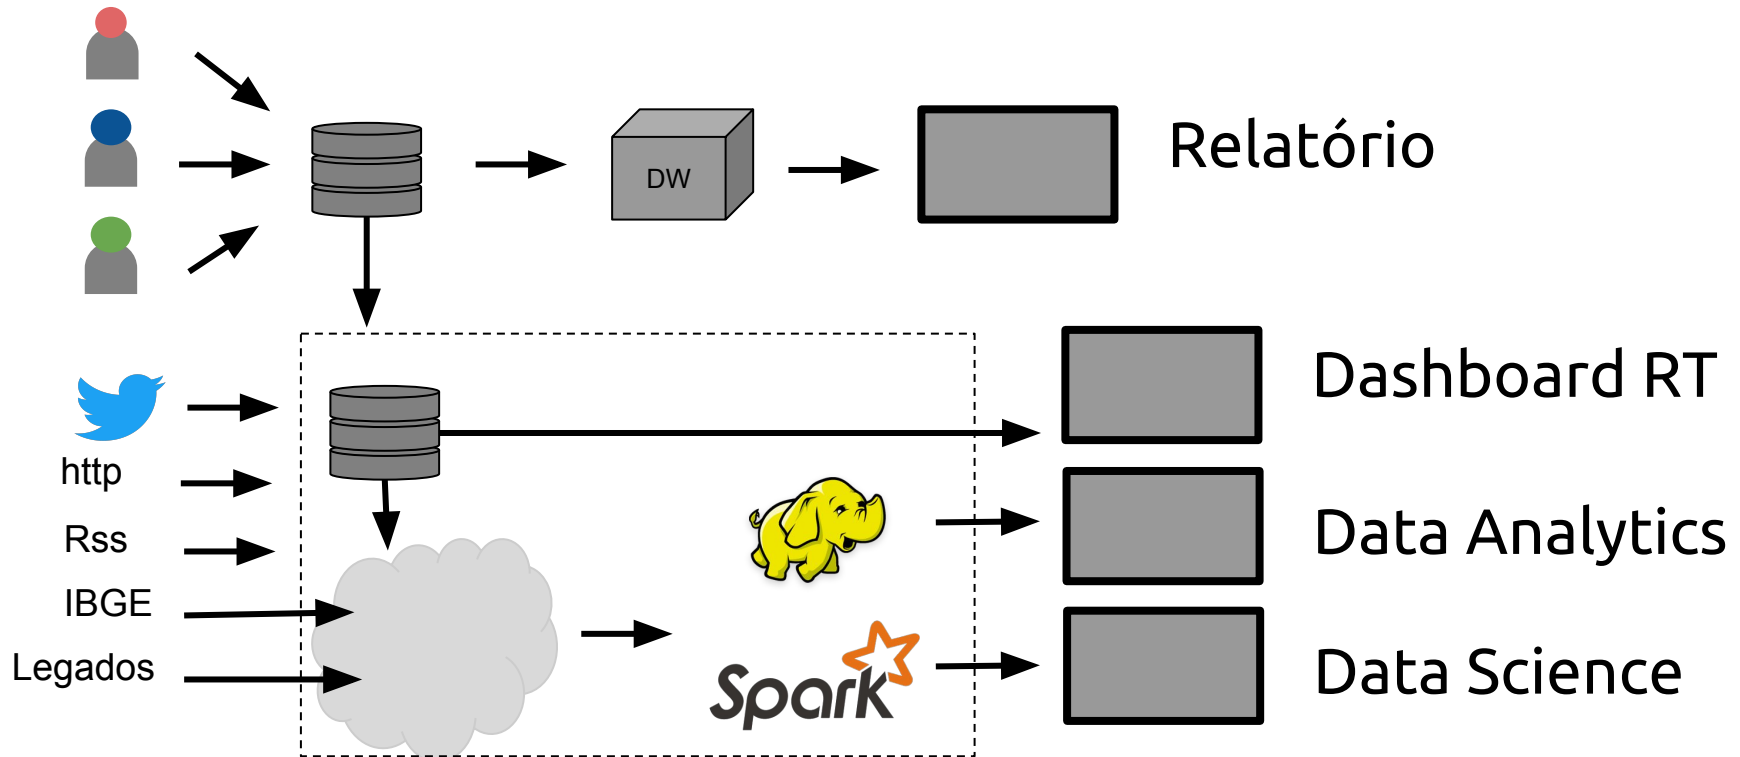 DW
Relatório
Dashboard RT
http
Rss
Data Analytics
IBGE
Legados
Spark
Data Science